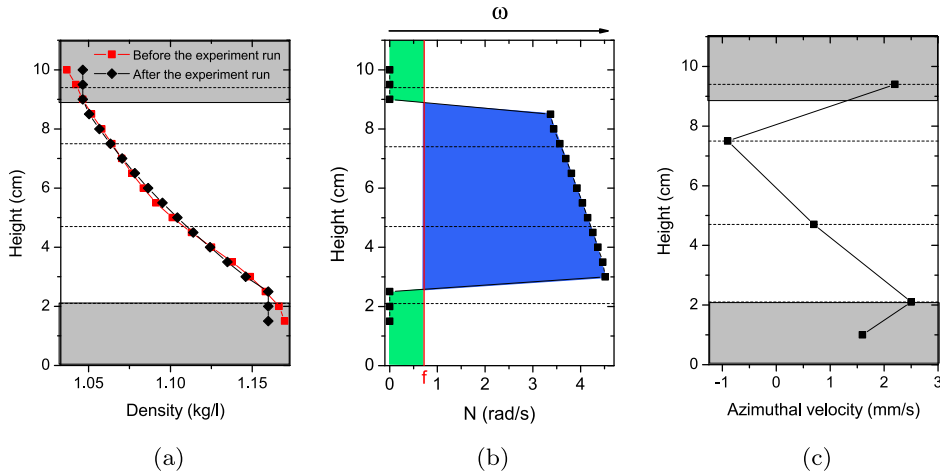 ω
Before the experiment run
After the experiment run
10
8
6
4
2
0
Height (cm)
1.05
1.10
1.15
Density (kg/l)
(a)
10
8
6
4
2
0
Height (cm)
0
f
1
2
3
4
N (rad/s)
(b)
10
8
6
4
2
0
Height (cm)
-1
0
1
2
3
Azimuthal velocity (mm/s)
(c)